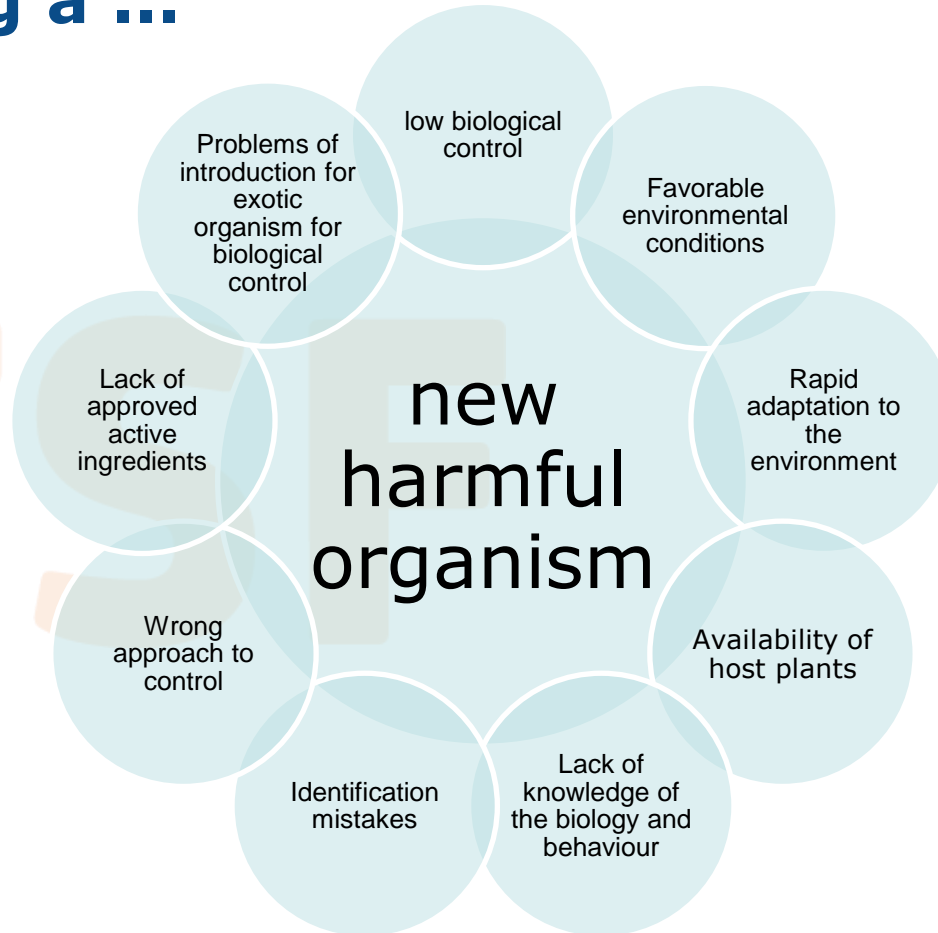 g a ...
low biological
control
Favorable
environmental
conditions
Rapid
adaptation to
the
environment
Availability of
host plants
Lack of
knowledge of
the biology and
behaviour
Identification
mistakes
Wrong
approach to
control
Lack of
approved
active
ingredients
Problems of
introduction for
exotic
organism for
biological
control
new
harmful
organism
SF